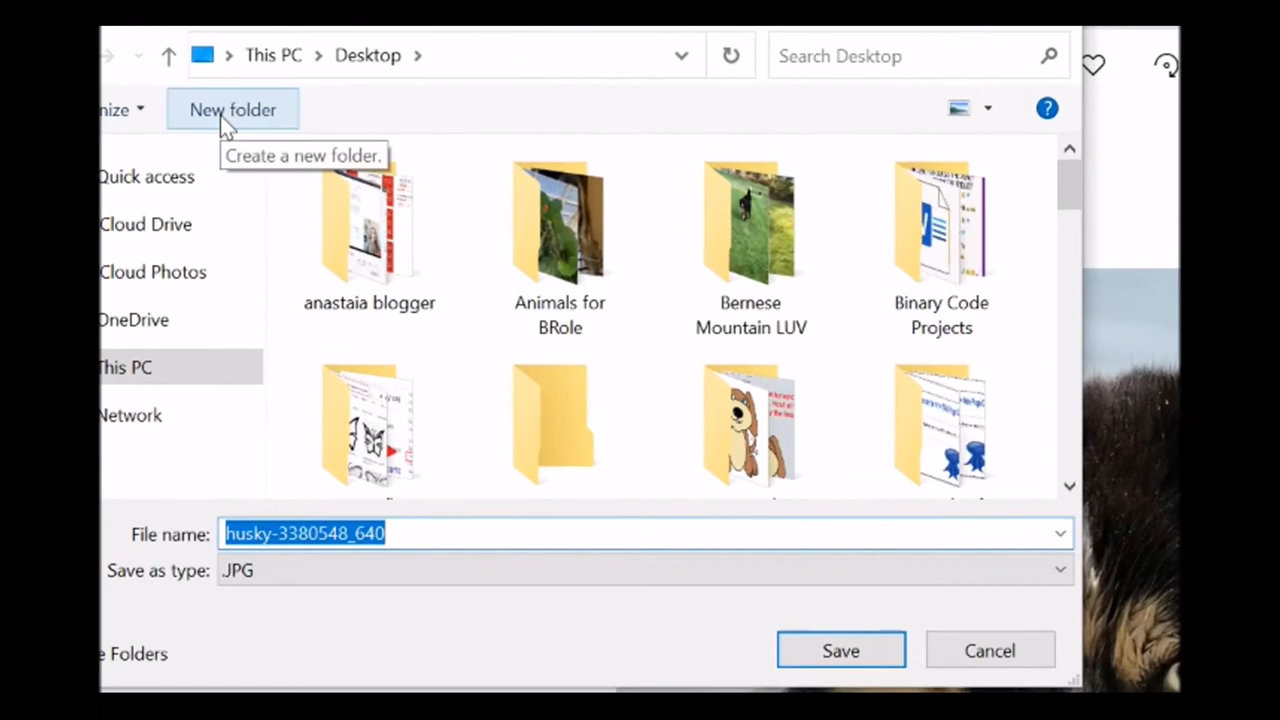 This PC > Desktop >
Search Desktop
nize
New folder
Create a new folder.
Quick access
Cloud Drive
Cloud Photos
OneDrive
This PC
Network
anastaia blogger
Animals for
BRole
Bernese
Mountain LUV
Binary Code
Projects
File name: husky-3380548_640
Save as type: JPG
e Folders
Save
Cancel